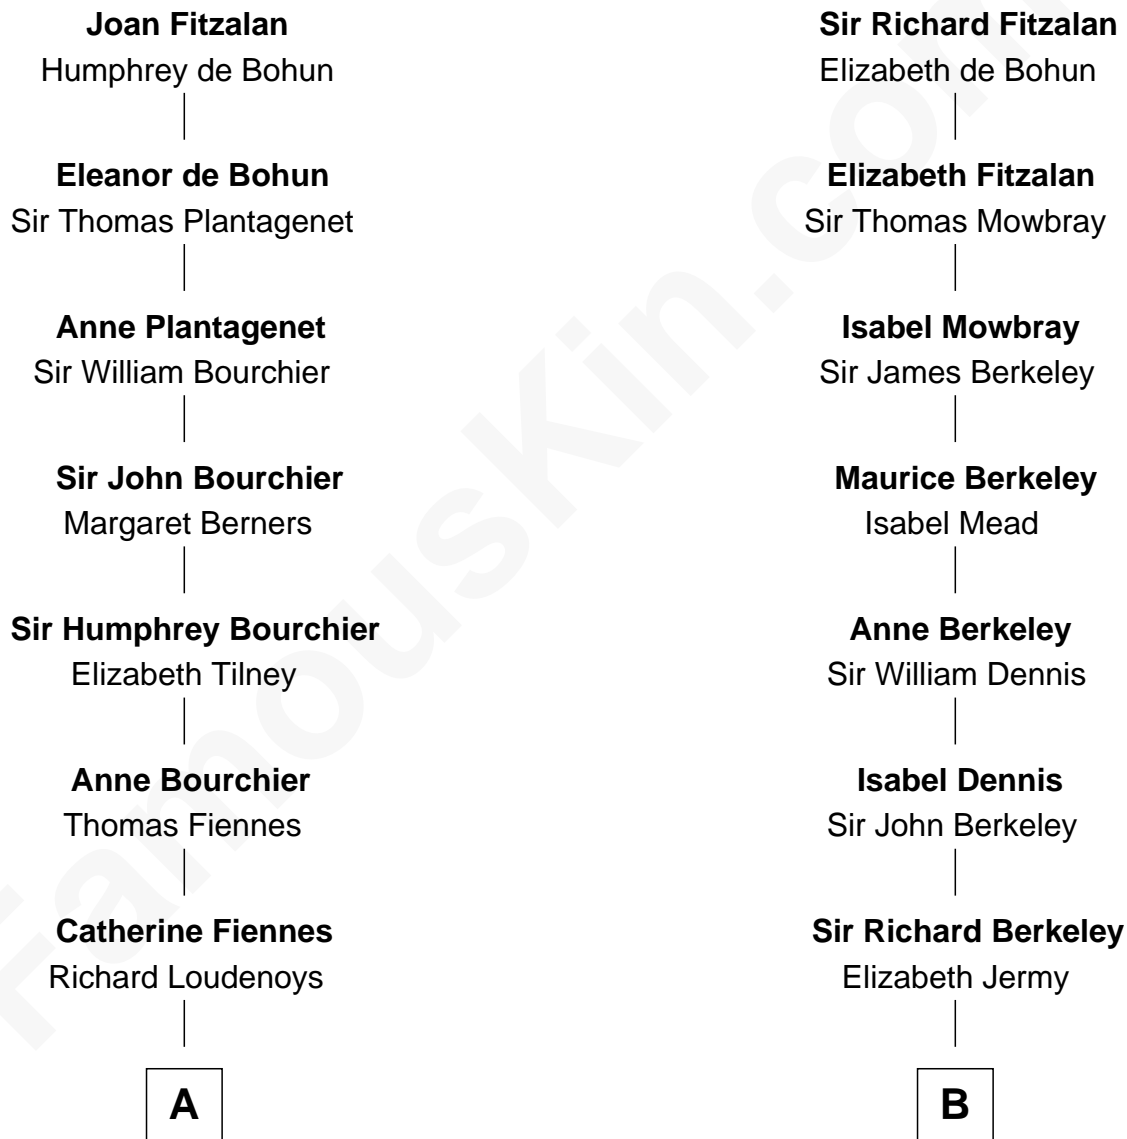 Joan Fitzalan
Humphrey de Bohun
Eleanor de Bohun
Sir Thomas Plantagenet
Anne Plantagenet
Sir William Bourchier
Sir John Bourchier
Margaret Berners
Sir Humphrey Bourchier
Elizabeth Tilney
Anne Bourchier
Thomas Fiennes
Catherine Fiennes
Richard Loudenoys
A
Sir Richard Fitzalan
Elizabeth de Bohun
Elizabeth Fitzalan
Sir Thomas Mowbray
Isabel Mowbray
Sir James Berkeley
Maurice Berkeley
Isabel Mead
Anne Berkeley
Sir William Dennis
Isabel Dennis
Sir John Berkeley
Sir Richard Berkeley
Elizabeth Jermy
B
FamousKin.com